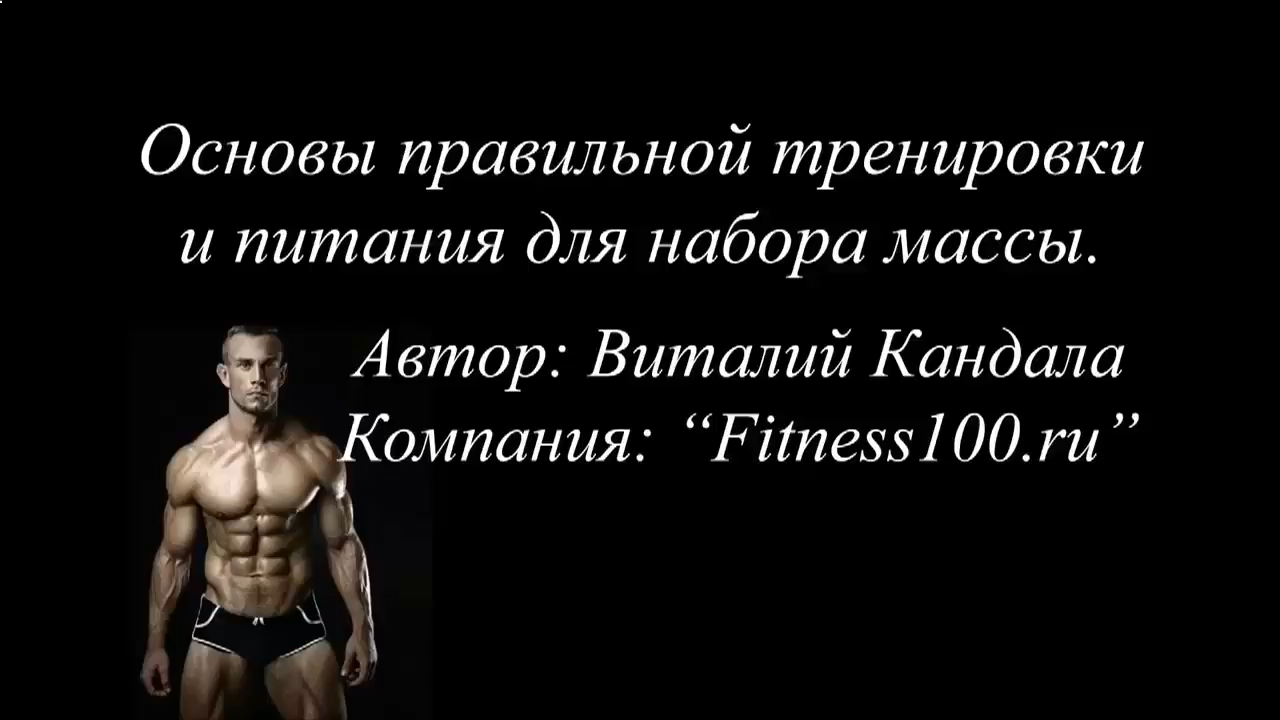 Основы правильной тренировки
и питания для набора массы.
Автор: Виталий Кандала
Компания: “Fitness100.ru”